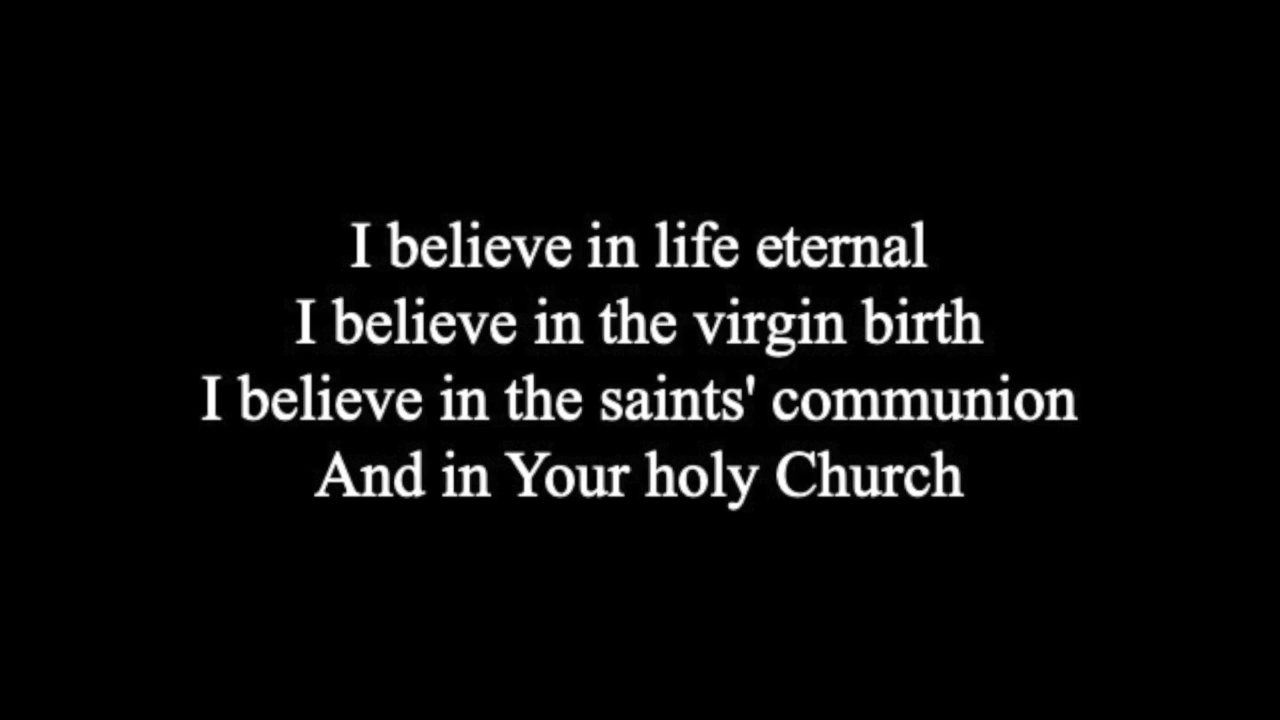 I believe in life eternal
I believe in the virgin birth
I believe in the saints' communion
And in Your holy Church